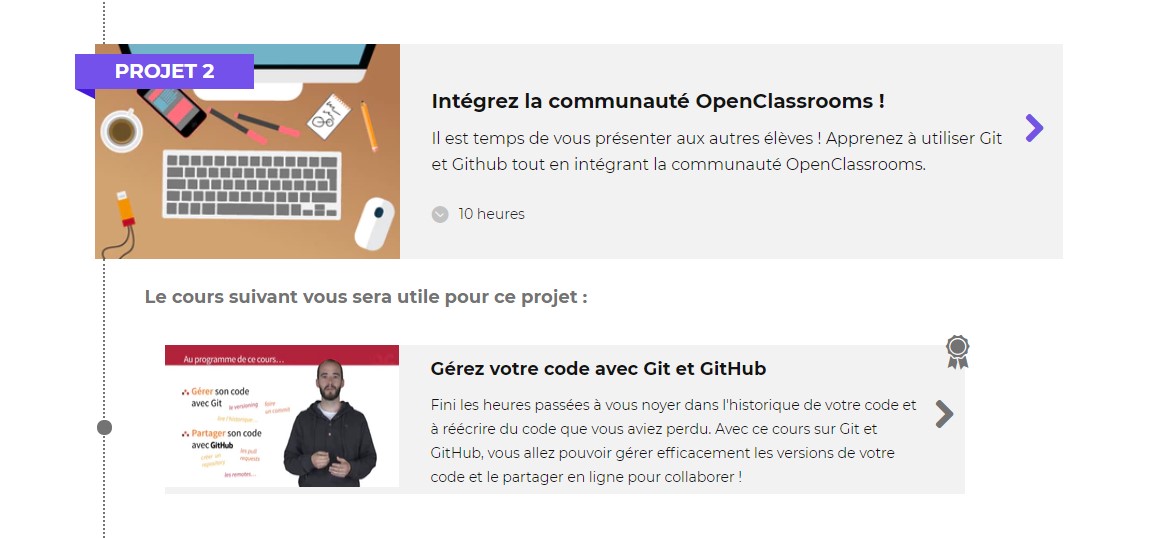 PROJET 2
Intégrez la communauté OpenClassrooms !
Il est temps de vous présenter aux autres élèves ! Apprenez à utiliser Git
et Github tout en intégrant la communauté OpenClassrooms.
10 heures
Le cours suivant vous sera utile pour ce projet :
Au programme de ce cours...
Gérer son code
avec Git
le versioning
faire
un commit
lire l'historique...
Partager son code
avec GitHub
créer un
repository
les pull
requests
les remotes...
Gérez votre code avec Git et GitHub
Fini les heures passées à vous noyer dans l'historique de votre code et
à réécrire du code que vous aviez perdu. Avec ce cours sur Git et
GitHub, vous allez pouvoir gérer efficacement les versions de votre
code et le partager en ligne pour collaborer !